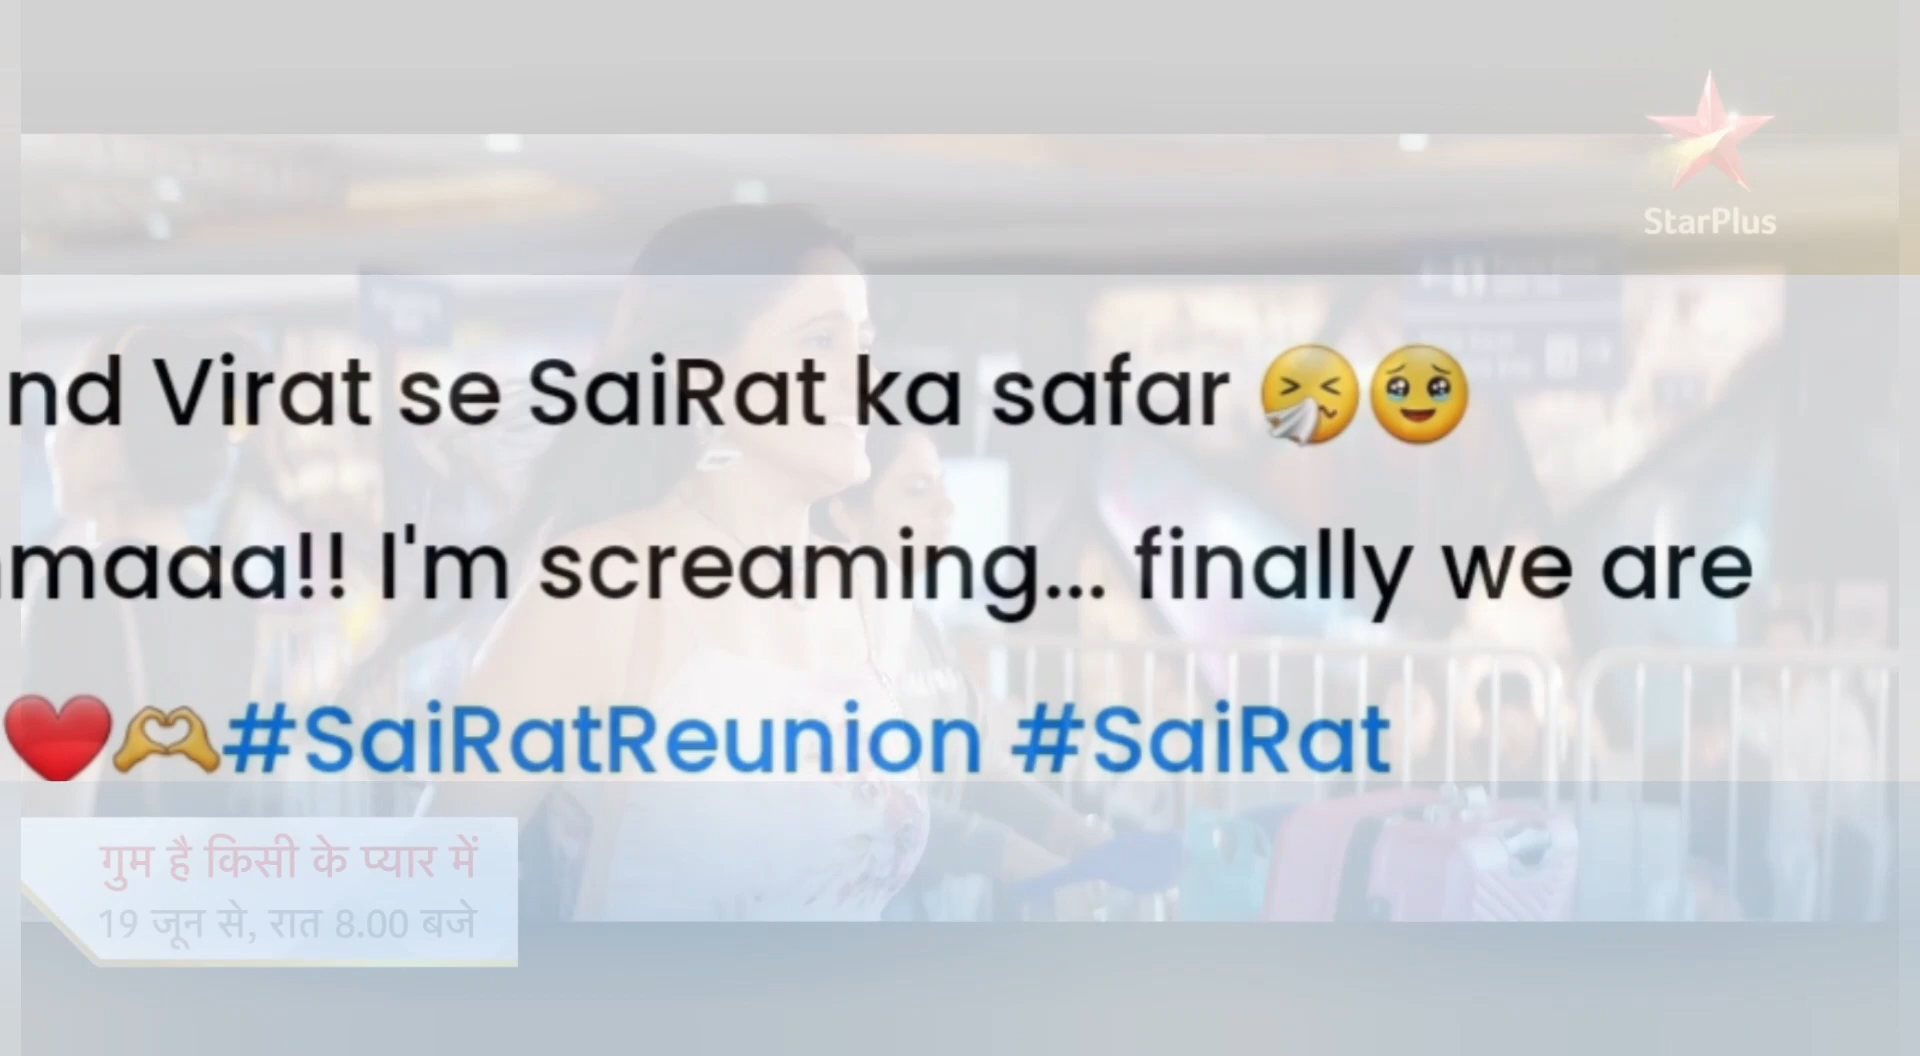 StarPlus
nd Virat se SaiRat ka safar 🤧🥹
maaa!! I'm screaming... finally we are
❤️🫶#SaiRatReunion #SaiRat
गुम है किसी के प्यार में
19 जून से, रात 8.00 बजे